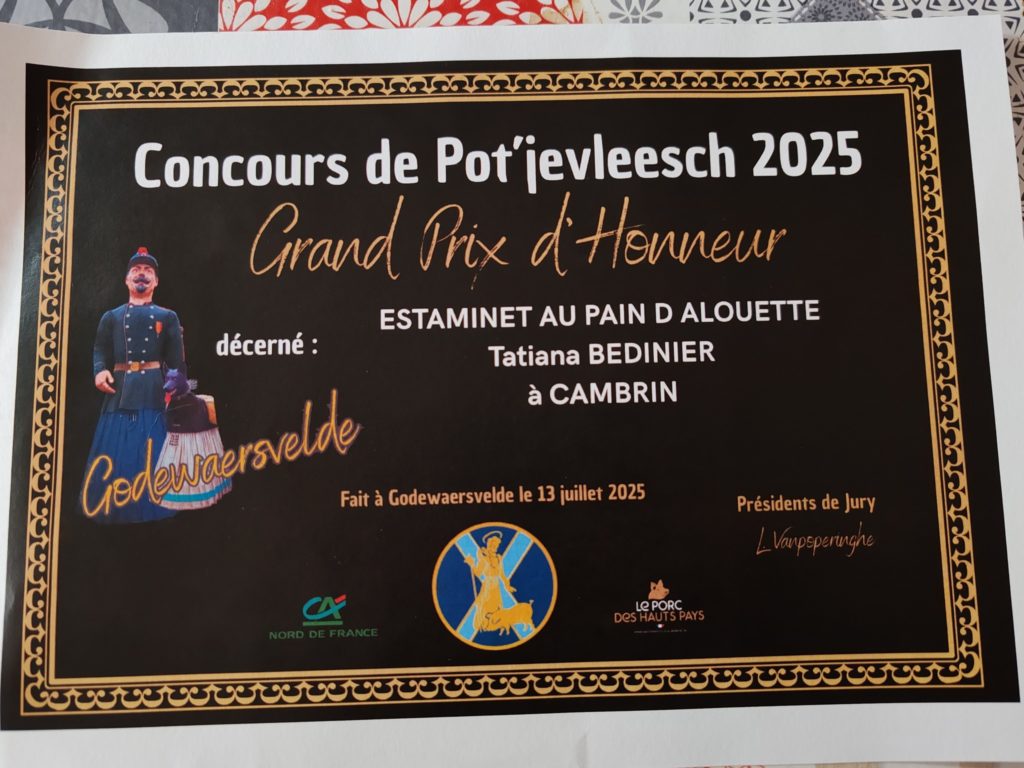 Concours de Pot'jevleesch 2025
Grand Prix d'Honneur
décerné :
ESTAMINET AU PAIN D ALOUETTE
Tatiana BEDINIER
à CAMBRIN
Godewaersvelde
Fait à Godewaersvelde le 13 juillet 2025
Présidents de Jury
L Vanpsperinghe
CA
NORD DE FRANCE
LE PORC
DES HAUTS PAYS